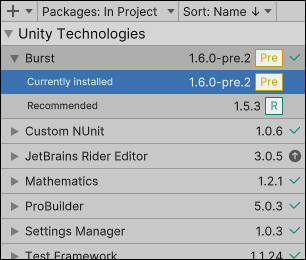 Packages: In Project Sort: Name ↓
Unity Technologies
Burst 1.6.0-pre.2 Pre
Currently installed 1.6.0-pre.2 Pre
Recommended 1.5.3 R
Custom NUnit 1.0.6
JetBrains Rider Editor 3.0.5
Mathematics 1.2.1
ProBuilder 5.0.3
Settings Manager 1.0.3
Test Framework 1.1.24